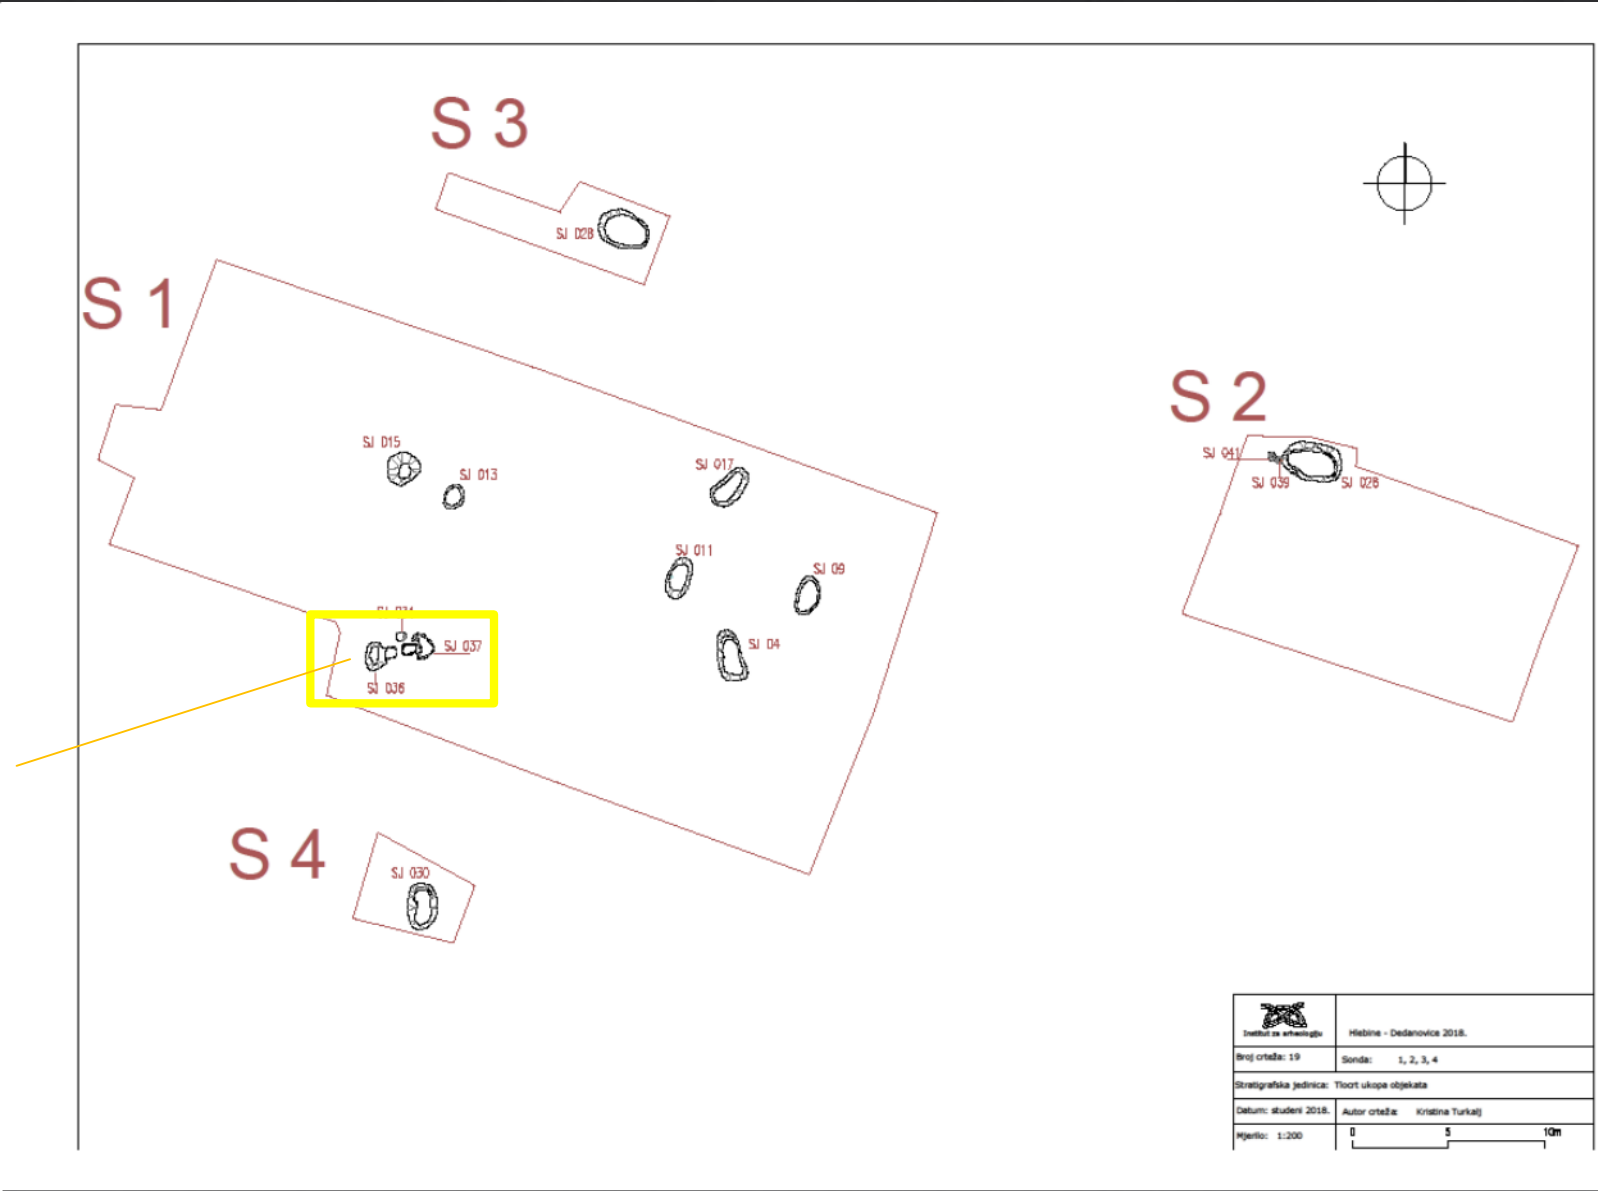 S 3
SJ 028
S 1
S 2
SJ 015
SJ 013
SJ 017
SJ 041
SJ 039
SJ 026
SJ 011
SJ 09
SJ 037
SJ 04
SJ 036
S 4
SJ 030
Institut za arheologiju
Hlebine - Dedanovice 2018.
Broj crteža: 19
Sonda: 1, 2, 3, 4
Stratigrafska jedinica: Tlocrt ukopa objekata
Datum: studeni 2018.
Autor crteža: Kristina Turkalj
Mjerilo: 1:200
0 5 10m